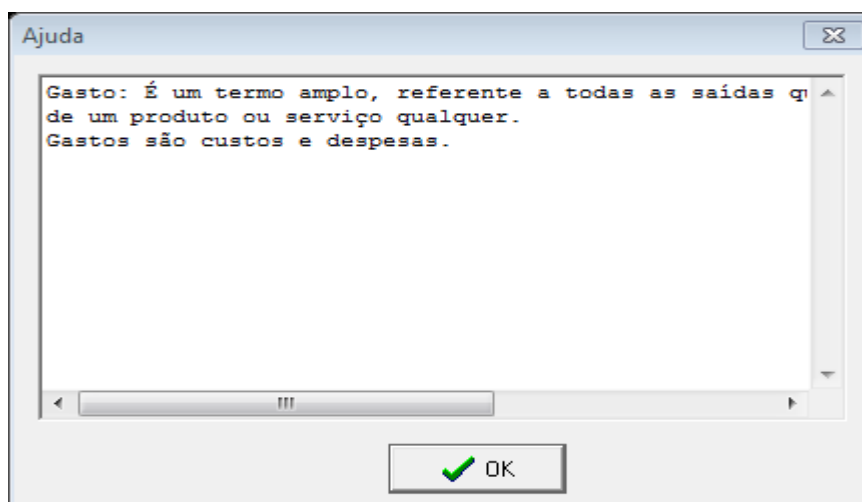 Ajuda
Gasto: É um termo amplo, referente a todas as saídas
de um produto ou serviço qualquer.
Gastos são custos e despesas.
OK